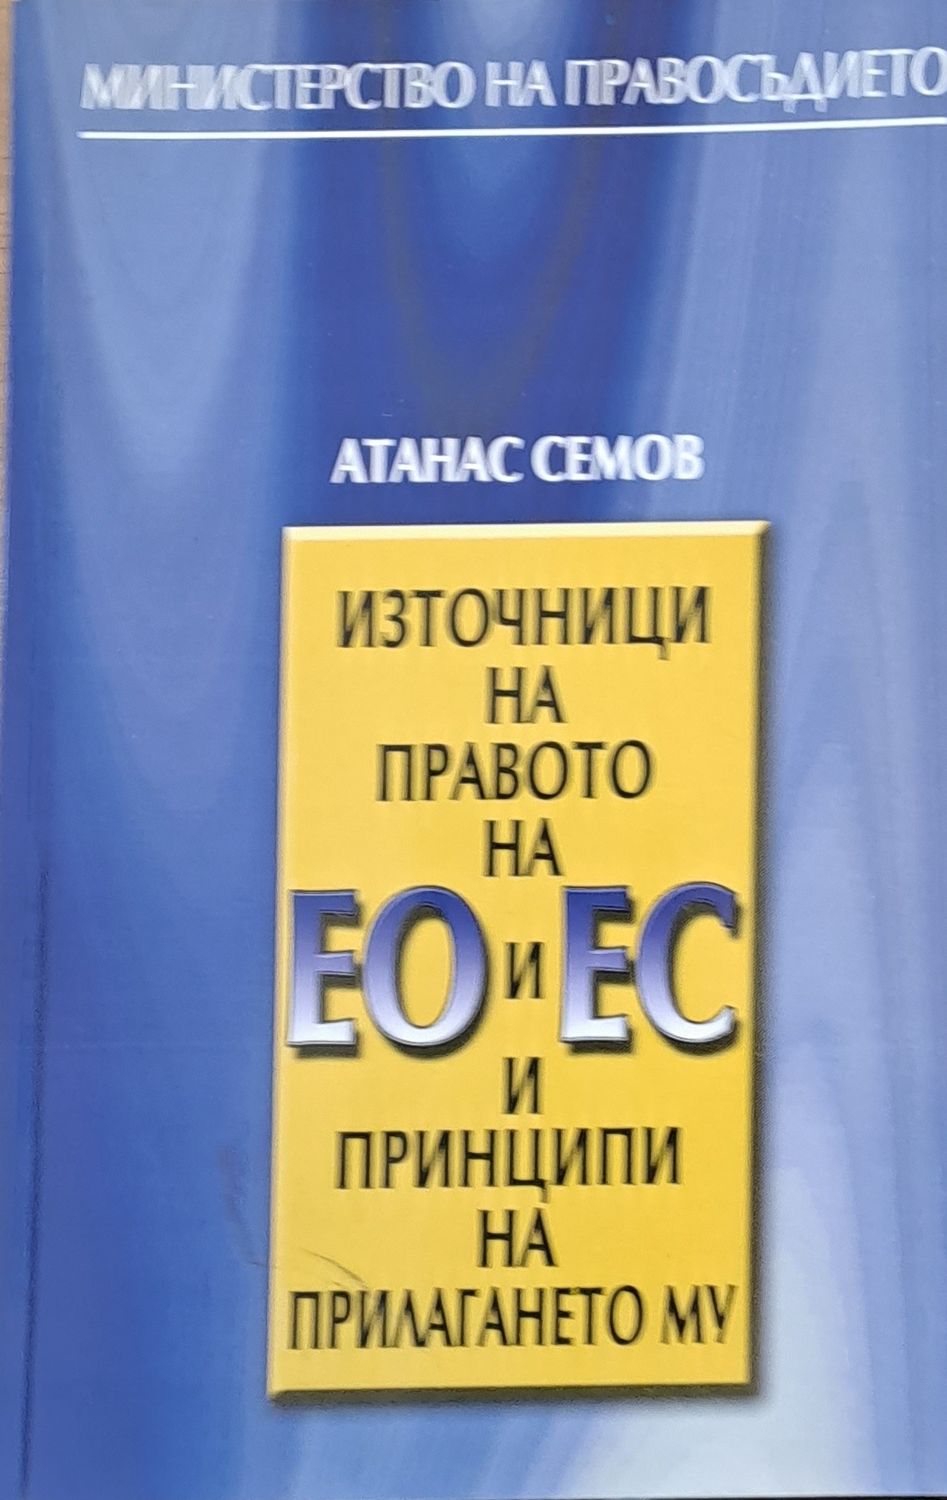 МИНИСТЕРСТВО НА ПРАВОСЪДИЕТО
АТАНАС СЕМОВ
ИЗТОЧНИЦИ
НА
ПРАВОТО
НА
ЕО И ЕС
И
ПРИНЦИПИ
НА
ПРИЛАГАНЕТО МУ